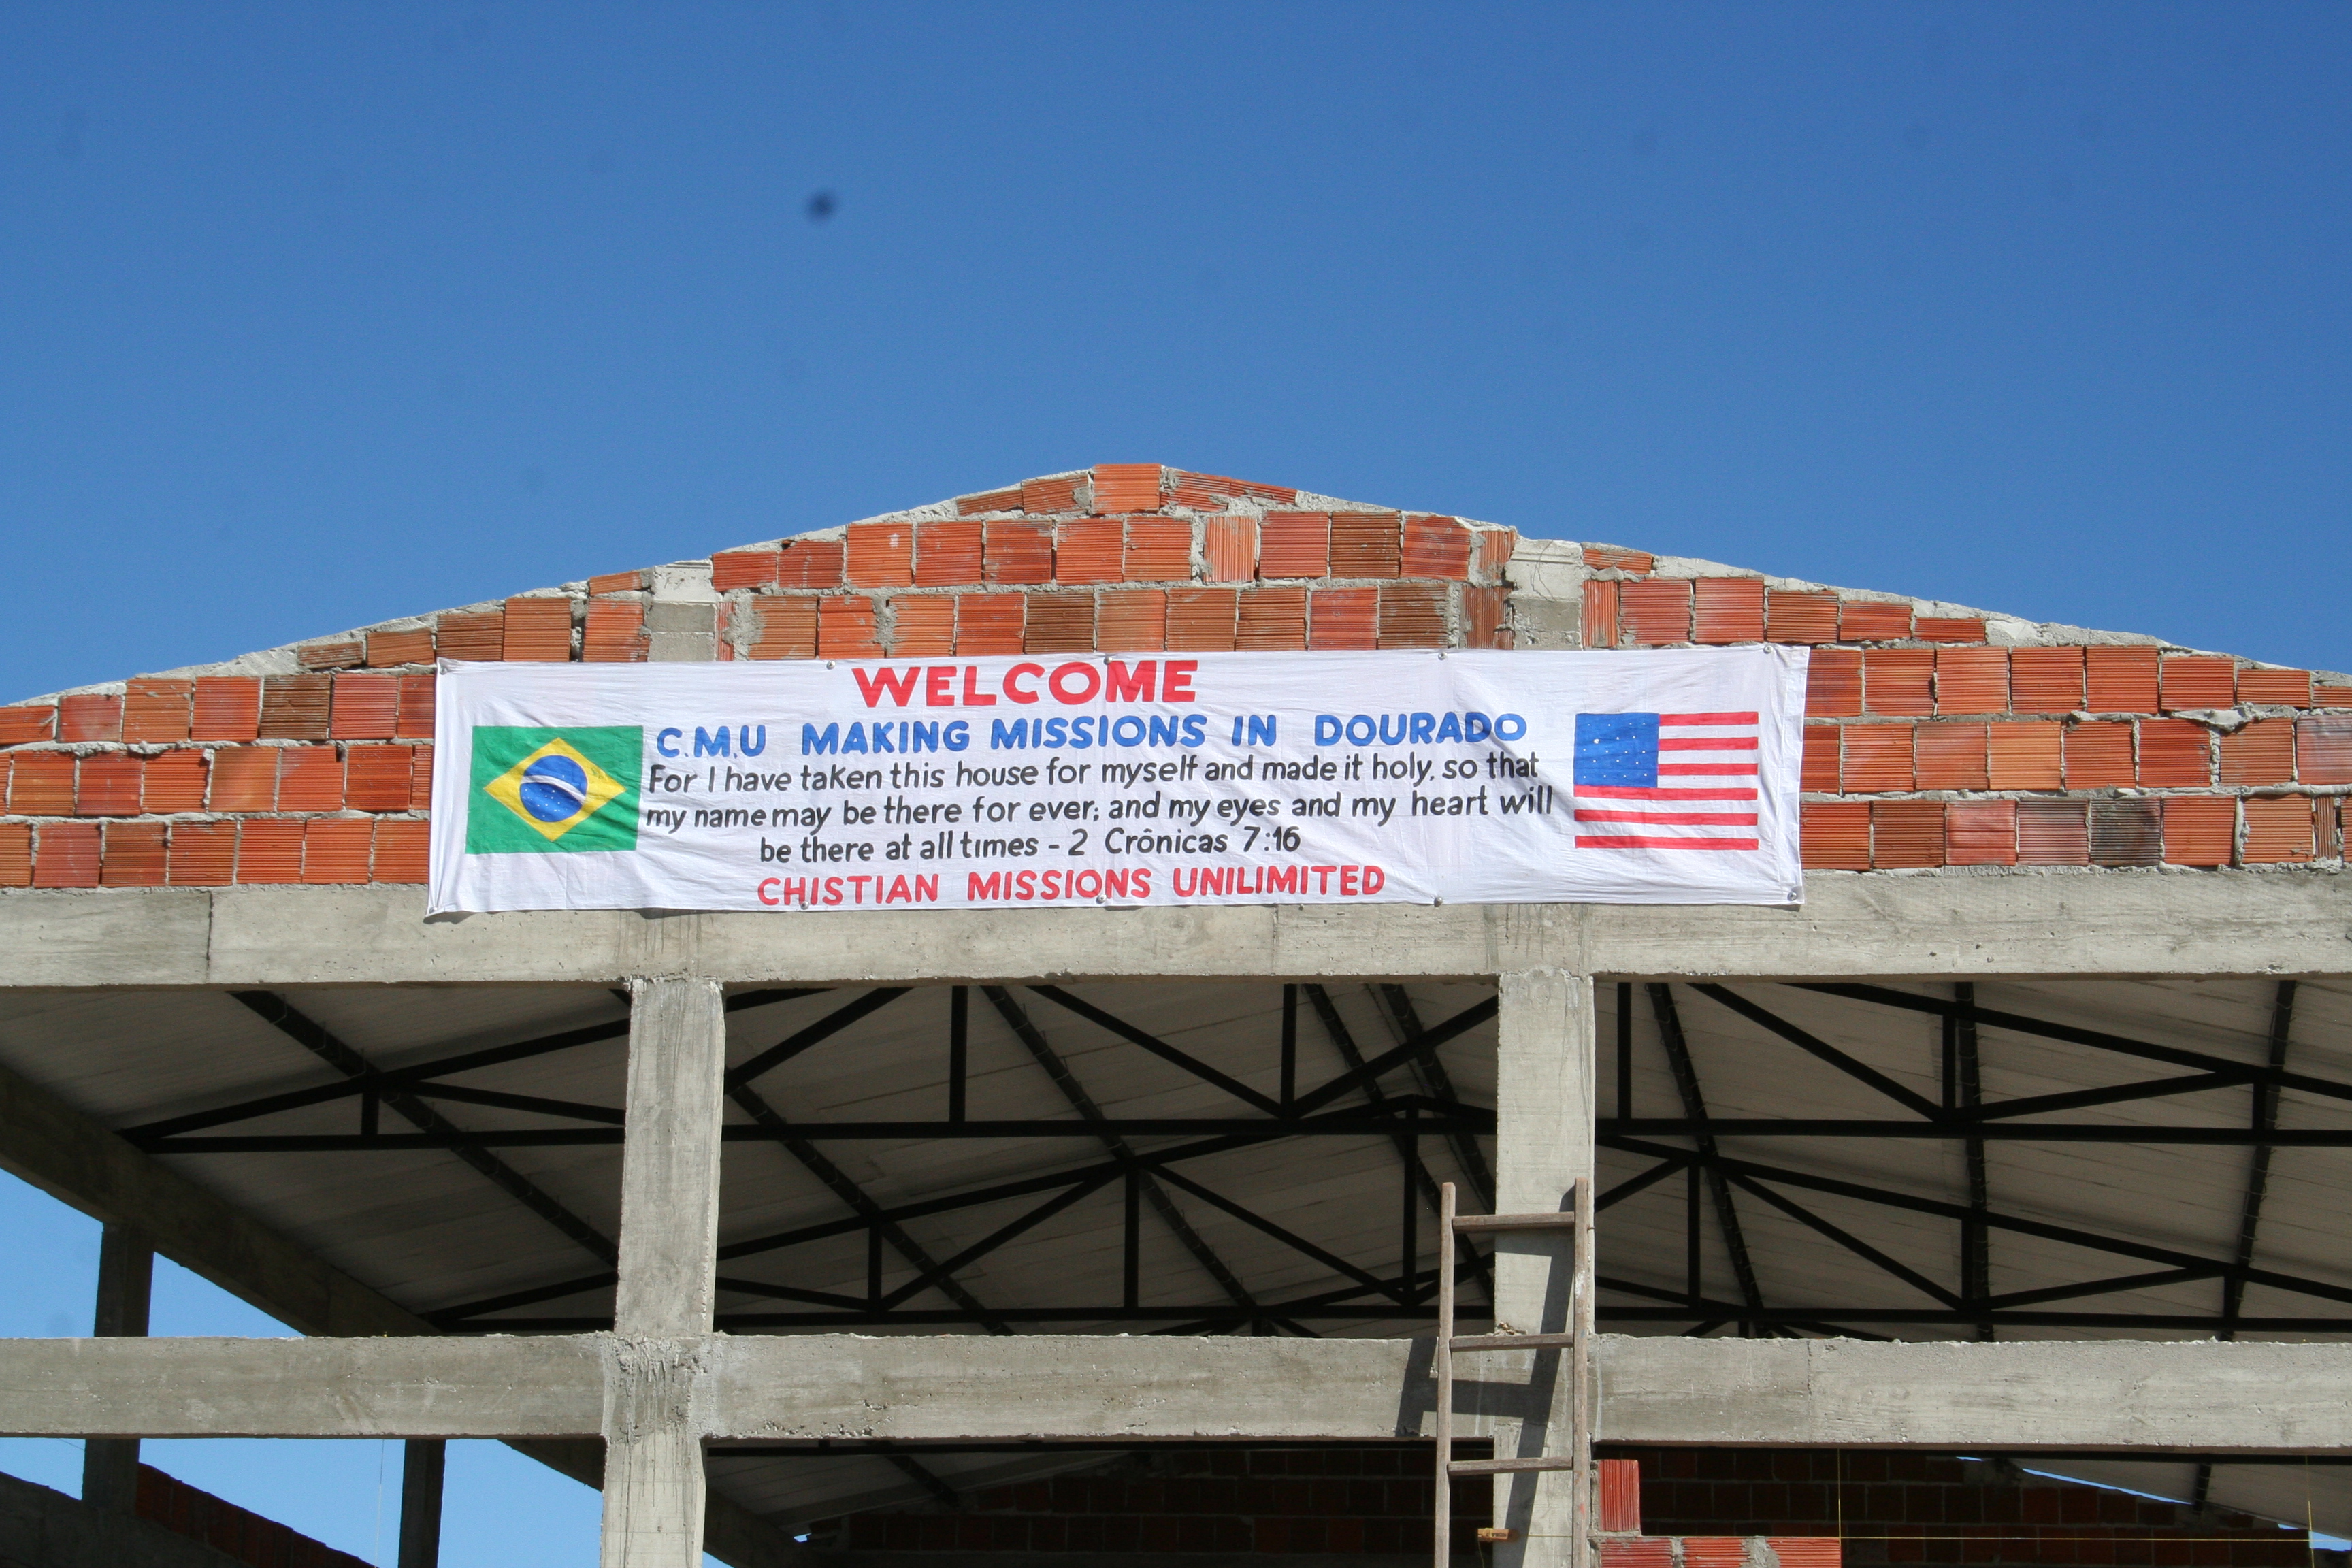 WELCOME
C.M.U MAKING MISSIONS IN DOURADO
For I have taken this house for myself and made it holy, so that
my name may be there for ever; and my eyes and my heart will
be there at all times - 2 Crônicas 7:16
CHISTIAN MISSIONS UNILIMITED